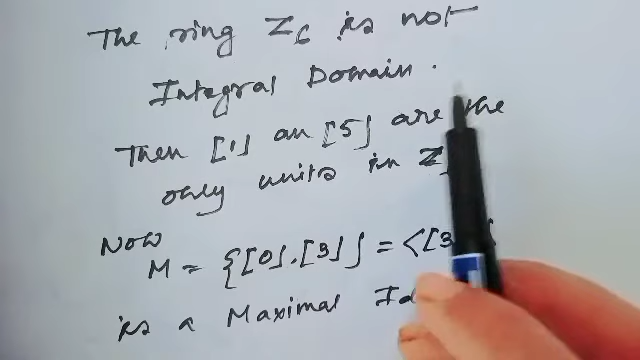 The ring Z6 is not
Integral Domain.
Then [1] an [5] are the
only units in Z
Now
M = {[0], [3]} = <[3
is a Maximal Id